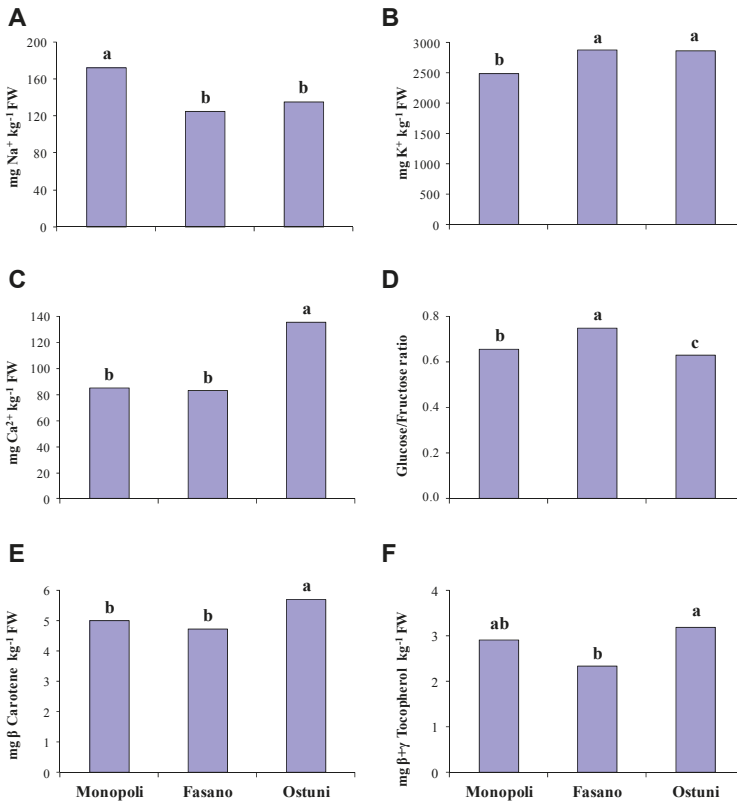 A
mg Na⁺ kg⁻¹ FW
200
160
120
80
40
0
a
b
b
B
mg K⁺ kg⁻¹ FW
3000
2500
2000
1500
1000
500
0
b
a
a
C
mg Ca²⁺ kg⁻¹ FW
140
120
100
80
60
40
20
0
b
b
a
D
Glucose/Fructose ratio
0.8
0.6
0.4
0.2
0.0
b
a
c
E
mg β Carotene kg⁻¹ FW
6
5
4
3
2
1
0
b
b
a
Monopoli Fasano Ostuni
F
mg β+γ Tocopherol kg⁻¹ FW
4
3
2
1
0
ab
b
a
Monopoli Fasano Ostuni